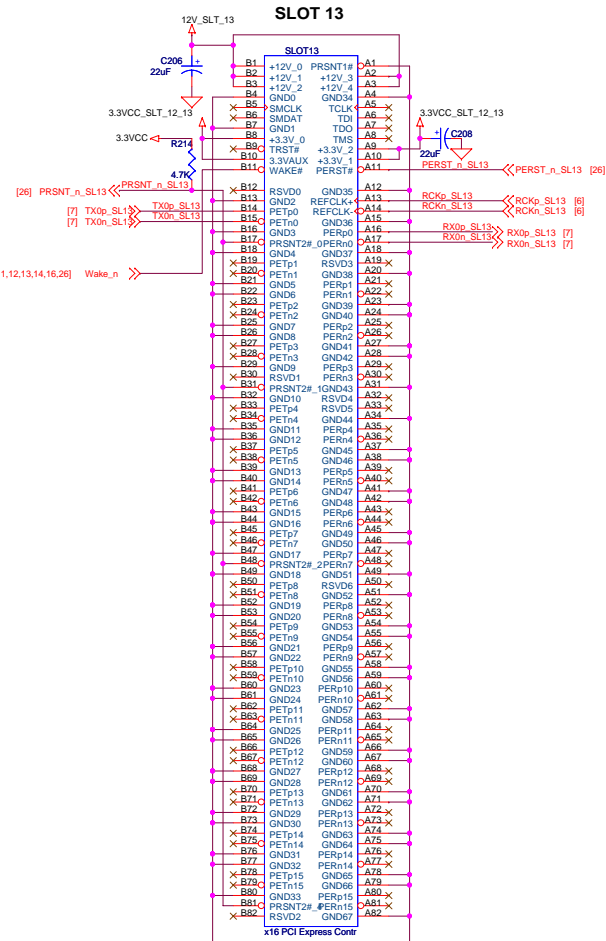 SLOT 13
12V_SLT_13
SLOT13
C206
22uF
+
B1 +12V_0 PRSNT1# A1
B2 +12V_1 +12V_3 A2
B3 +12V_2 +12V_4 A3
B4 GND0 GND34 A4
B5 SMCLK TCLK A5
B6 SMDAT TDI A6
B7 GND1 TDO A7
B8 +3.3V_0 TMS A8
B9 TRST# +3.3V_2 A9
B10 3.3VAUX +3.3V_1 A10
B11 WAKE# PERST# A11
3.3VCC_SLT_12_13
3.3VCC_SLT_12_13
3.3VCC
R214
4.7K
+
C208
22uF
PERST_n_SL13 PERST_n_SL13 [26]
[26] PRSNT_n_SL13 PRSNT_n_SL13
B12 RSVD0 GND35 A12
B13 GND2 REFCLK+ A13 RCKp_SL13 RCKp_SL13 [6]
[7] TX0p_SL13 TX0p_SL13 B14 PETp0 REFCLK- A14 RCKn_SL13 RCKn_SL13 [6]
[7] TX0n_SL13 TX0n_SL13 B15 PETn0 GND36 A15
B16 GND3 PERp0 A16 RX0p_SL13 RX0p_SL13 [7]
B17 PRSNT2#_0 PERn0 A17 RX0n_SL13 RX0n_SL13 [7]
B18 GND4 GND37 A18
B19 PETp1 RSVD3 A19
1,12,13,14,16,26] Wake_n B20 PETn1 GND38 A20
B21 GND5 PERp1 A21
B22 GND6 PERn1 A22
B23 PETp2 GND39 A23
B24 PETn2 GND40 A24
B25 GND7 PERp2 A25
B26 GND8 PERn2 A26
B27 PETp3 GND41 A27
B28 PETn3 GND42 A28
B29 GND9 PERp3 A29
B30 RSVD1 PERn3 A30
B31 PRSNT2#_1 GND43 A31
B32 GND10 RSVD4 A32
B33 PETp4 RSVD5 A33
B34 PETn4 GND44 A34
B35 GND11 PERp4 A35
B36 GND12 PERn4 A36
B37 PETp5 GND45 A37
B38 PETn5 GND46 A38
B39 GND13 PERp5 A39
B40 GND14 PERn5 A40
B41 PETp6 GND47 A41
B42 PETn6 GND48 A42
B43 GND15 PERp6 A43
B44 GND16 PERn6 A44
B45 PETp7 GND49 A45
B46 PETn7 GND50 A46
B47 GND17 PERp7 A47
B48 PRSNT2#_2 PERn7 A48
B49 GND18 GND51 A49
B50 PETp8 RSVD6 A50
B51 PETn8 GND52 A51
B52 GND19 PERp8 A52
B53 GND20 PERn8 A53
B54 PETp9 GND53 A54
B55 PETn9 GND54 A55
B56 GND21 PERp9 A56
B57 GND22 PERn9 A57
B58 PETp10 GND55 A58
B59 PETn10 GND56 A59
B60 GND23 PERp10 A60
B61 GND24 PERn10 A61
B62 PETp11 GND57 A62
B63 PETn11 GND58 A63
B64 GND25 PERp11 A64
B65 GND26 PERn11 A65
B66 PETp12 GND59 A66
B67 PETn12 GND60 A67
B68 GND27 PERp12 A68
B69 GND28 PERn12 A69
B70 PETp13 GND61 A70
B71 PETn13 GND62 A71
B72 GND29 PERp13 A72
B73 GND30 PERn13 A73
B74 PETp14 GND63 A74
B75 PETn14 GND64 A75
B76 GND31 PERp14 A76
B77 GND32 PERn14 A77
B78 PETp15 GND65 A78
B79 PETn15 GND66 A79
B80 GND33 PERp15 A80
B81 PRSNT2#_4 PERn15 A81
B82 RSVD2 GND67 A82
x16 PCI Express Contr